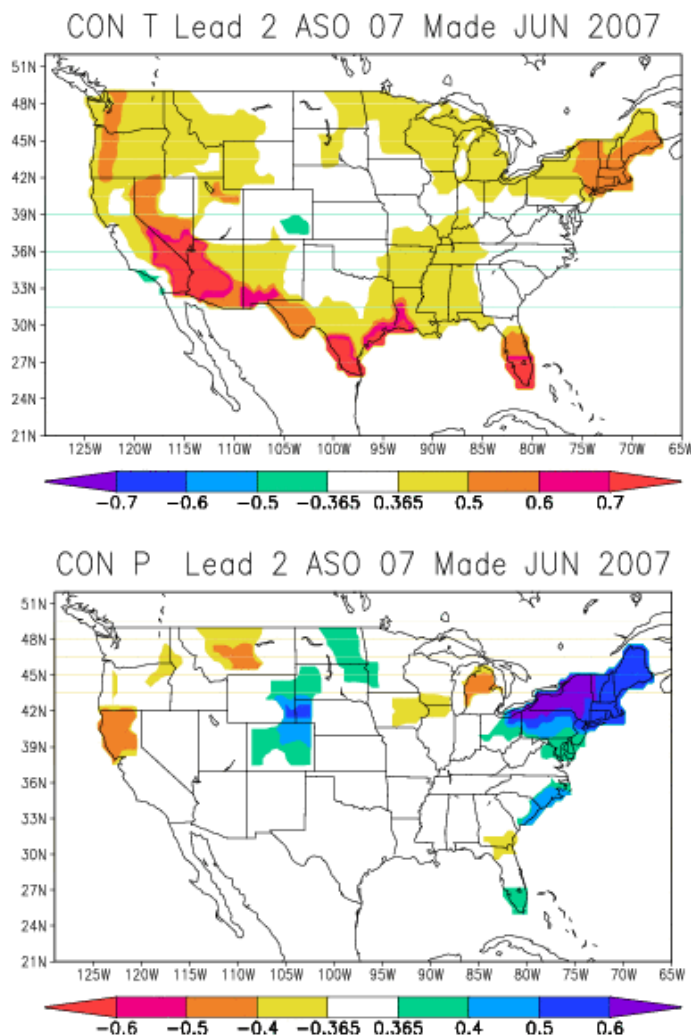 CON T Lead 2 ASO 07 Made JUN 2007
51N
48N
45N
42N
39N
36N
33N
30N
27N
24N
21N
125W 120W 115W 110W 105W 100W 95W 90W 85W 80W 75W 70W 65W
-0.7 -0.6 -0.5 -0.365 0.365 0.5 0.6 0.7
CON P Lead 2 ASO 07 Made JUN 2007
51N
48N
45N
42N
39N
36N
33N
30N
27N
24N
21N
125W 120W 115W 110W 105W 100W 95W 90W 85W 80W 75W 70W 65W
-0.6 -0.5 -0.4 -0.365 0.365 0.4 0.5 0.6